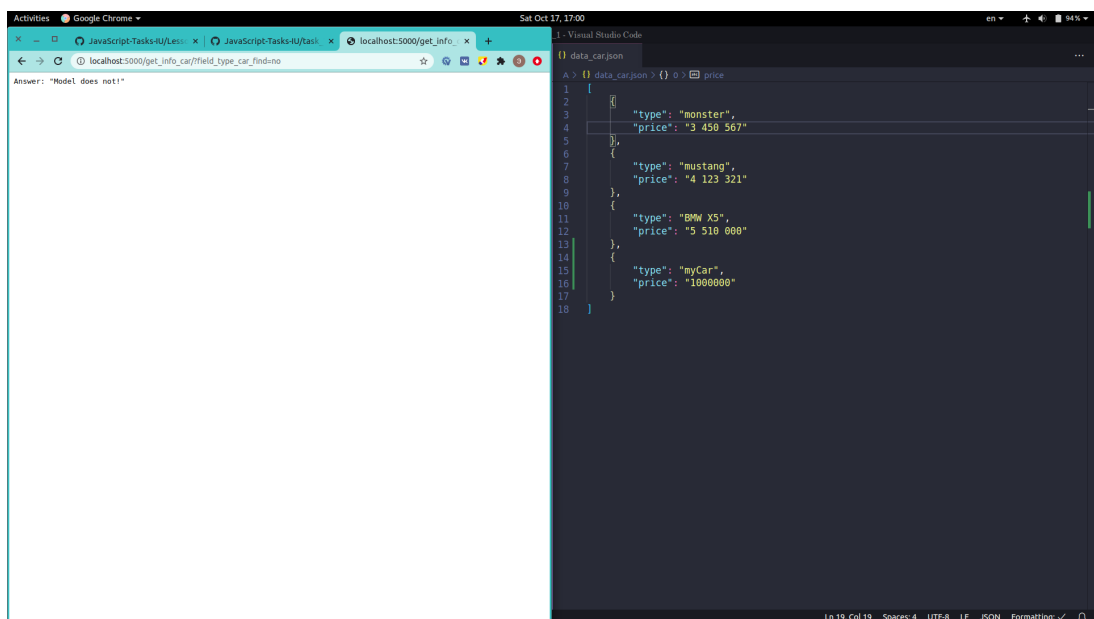 Activities Google Chrome Sat Oct 17, 17:00 en 94%
JavaScript-Tasks-IU/Less JavaScript-Tasks-IU/task localhost:5000/get_info_
localhost:5000/get_info_car/?field_type_car_find=no
Answer: "Model does not!"
_1 - Visual Studio Code
{} data_car.json
A > {} data_car.json > {} 0 > price
1 [
2 {
3 "type": "monster",
4 "price": "3 450 567"
5 },
6 {
7 "type": "mustang",
8 "price": "4 123 321"
9 },
10 {
11 "type": "BMW X5",
12 "price": "5 510 000"
13 },
14 {
15 "type": "myCar",
16 "price": "1000000"
17 }
18 ]
Ln 19, Col 19 Spaces: 4 UTF-8 LF JSON Formatting: ✓